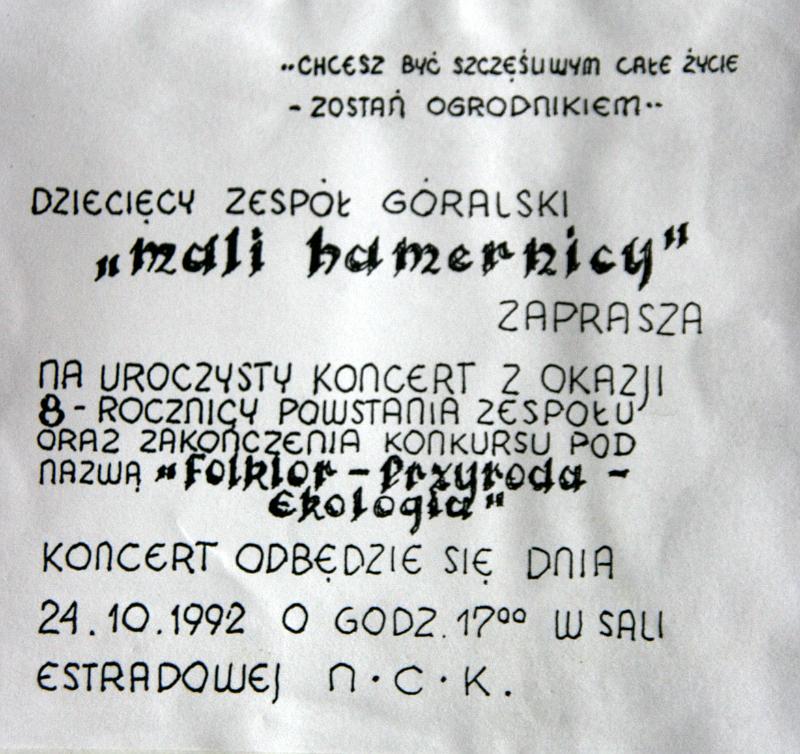 „CHCESZ BYĆ SZCZĘŚLIWYM CAŁE ŻYCIE
- ZOSTAŃ OGRODNIKIEM"
DZIECIĘCY ZESPÓŁ GÓRALSKI
„mali hamernicy"
ZAPRASZA
NA UROCZYSTY KONCERT Z OKAZJI
8-ROCZNICY POWSTANIA ZESPOŁU
ORAZ ZAKOŃCZENIA KONKURSU POD
NAZWĄ „Folklor - Przyroda -
Ekologia"
KONCERT ODBĘDZIE SIĘ DNIA
24.10.1992 O GODZ. 17⁰⁰ W SALI
ESTRADOWEJ N.C.K.